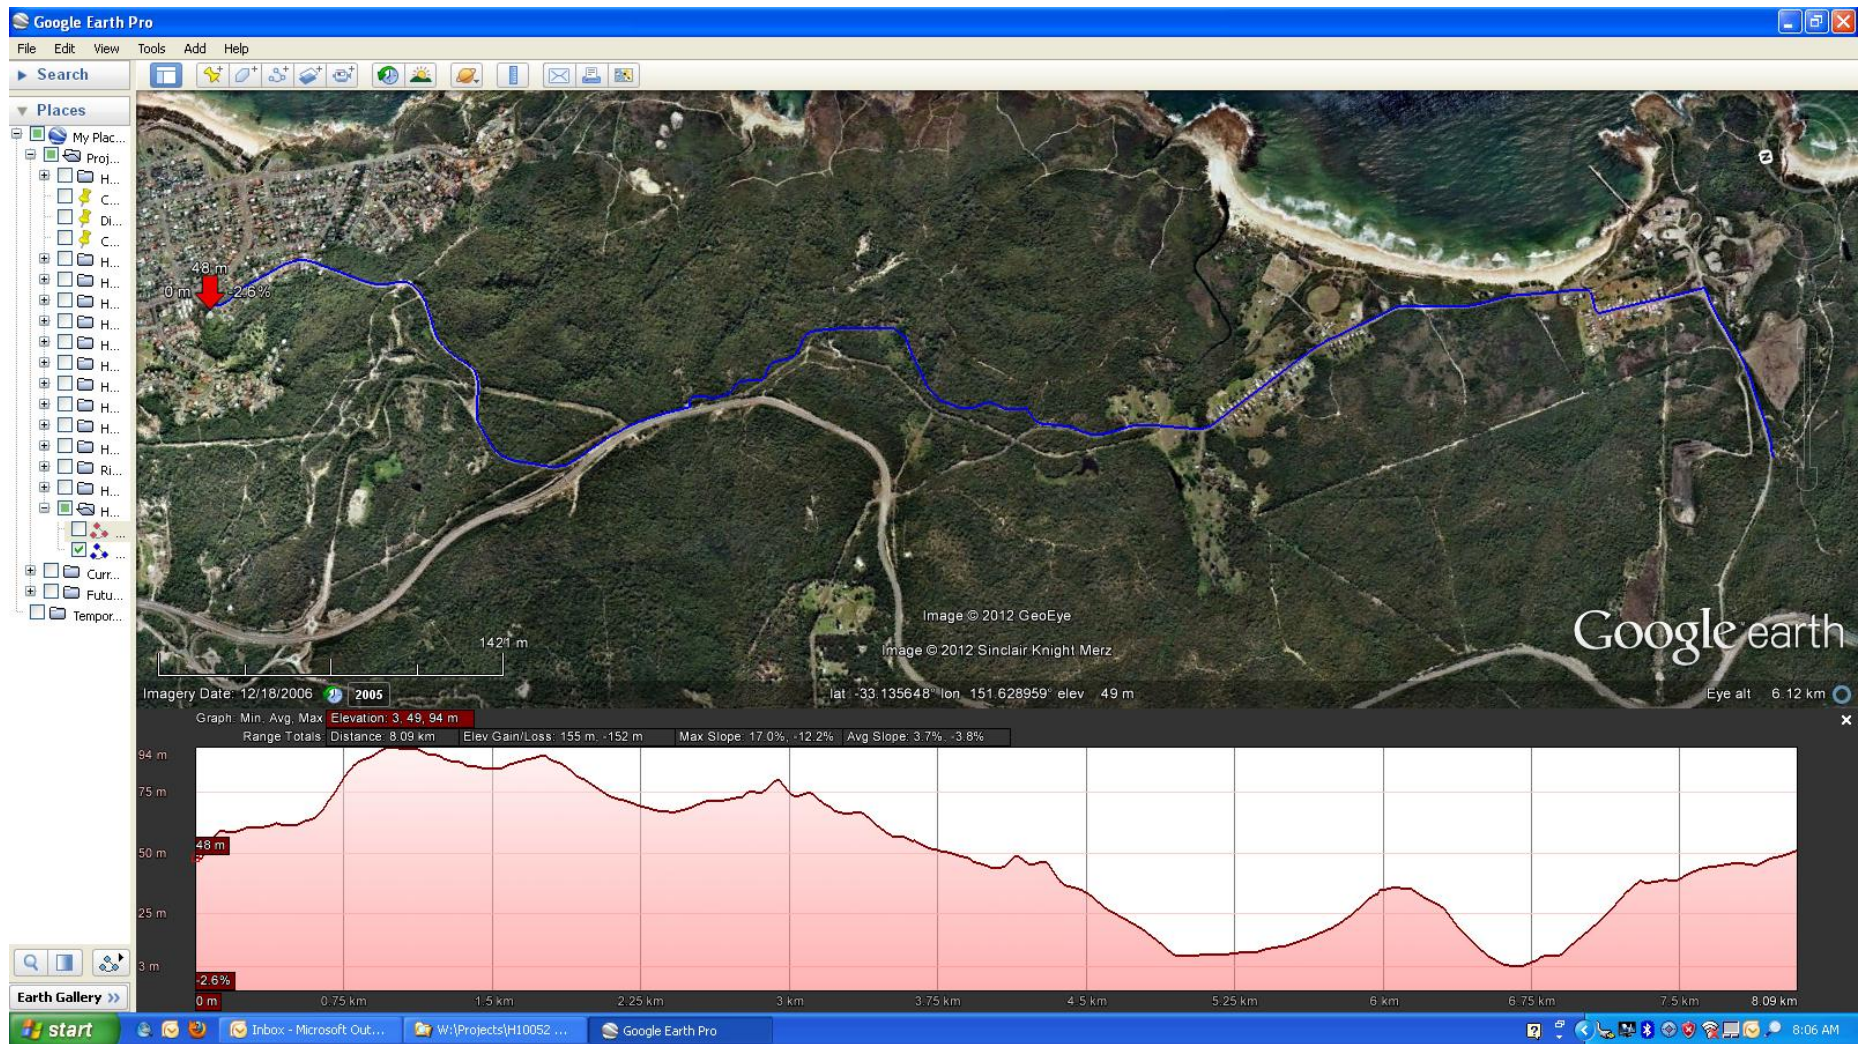 Google Earth Pro
File Edit View Tools Add Help
Search
Places
My Plac...
Proj...
H...
C...
Di...
C...
H...
H...
H...
H...
H...
H...
H...
H...
H...
H...
Ri...
H...
H...
...
...
Curr...
Futu...
Tempor...
Earth Gallery »
48 m
0 m -2.6%
1421 m
Image © 2012 GeoEye
Image © 2012 Sinclair Knight Merz
Google earth
Imagery Date: 12/18/2006 2005 lat -33.135648° lon 151.628959° elev 49 m Eye alt 6.12 km
Graph: Min, Avg, Max Elevation: 3, 49, 94 m
Range Totals: Distance: 8.09 km Elev Gain/Loss: 155 m, -152 m Max Slope: 17.0%, -12.2% Avg Slope: 3.7%, -3.8%
94 m
75 m
50 m
48 m
25 m
3 m
-2.6%
0 m 0.75 km 1.5 km 2.25 km 3 km 3.75 km 4.5 km 5.25 km 6 km 6.75 km 7.5 km 8.09 km
start Inbox - Microsoft Out... W:\Projects\H10052 ... Google Earth Pro 8:06 AM